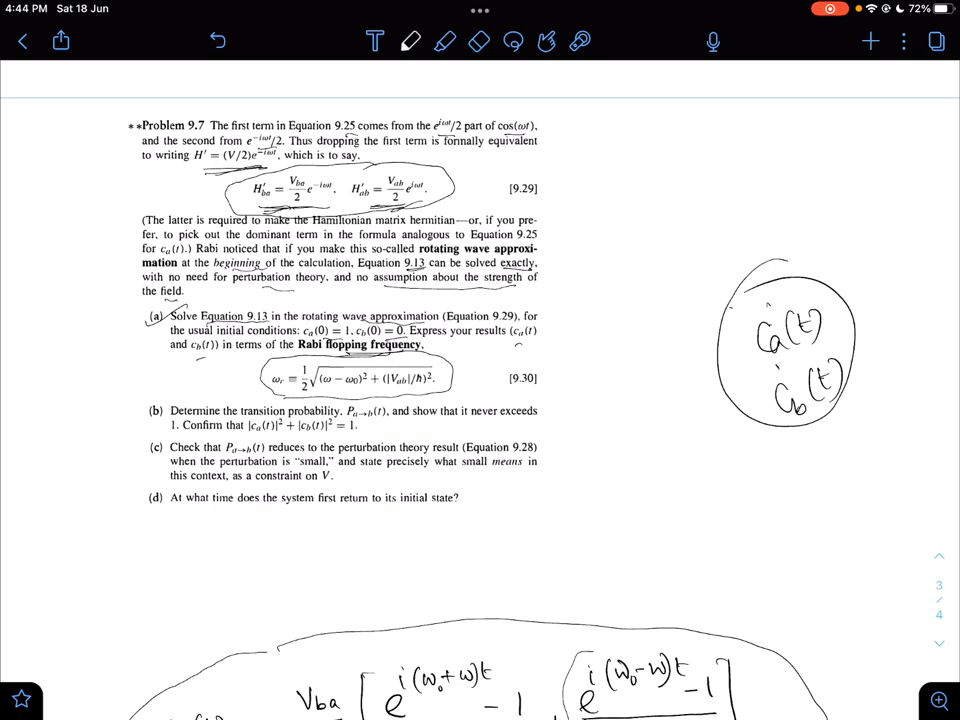 4:44 PM Sat 18 Jun
72%
**Problem 9.7 The first term in Equation 9.25 comes from the e^{iωt}/2 part of cos(ωt),
and the second from e^{−iωt}/2. Thus dropping the first term is formally equivalent
to writing H′ = (V/2)e^{−iωt}, which is to say,
H′_{ba} = V_{ba}/2 e^{−iωt}, H′_{ab} = V_{ab}/2 e^{iωt}. [9.29]
(The latter is required to make the Hamiltonian matrix hermitian—or, if you pre-
fer, to pick out the dominant term in the formula analogous to Equation 9.25
for c_a(t).) Rabi noticed that if you make this so-called rotating wave approxi-
mation at the beginning of the calculation, Equation 9.13 can be solved exactly,
with no need for perturbation theory, and no assumption about the strength of
the field.
(a) Solve Equation 9.13 in the rotating wave approximation (Equation 9.29), for
the usual initial conditions: c_a(0) = 1, c_b(0) = 0. Express your results (c_a(t)
and c_b(t)) in terms of the Rabi flopping frequency,
ω_r ≡ 1/2 √((ω − ω_0)² + (|V_{ab}|/ħ)². [9.30]
(b) Determine the transition probability, P_{a→b}(t), and show that it never exceeds
1. Confirm that |c_a(t)|² + |c_b(t)|² = 1.
(c) Check that P_{a→b}(t) reduces to the perturbation theory result (Equation 9.28)
when the perturbation is “small,” and state precisely what small means in
this context, as a constraint on V.
(d) At what time does the system first return to its initial state?
ċ_a(t)
ċ_b(t)
3
/
4
V_{ba} [ e^{i(ω_0+ω)t} − 1 + e^{i(ω_0−ω)t} − 1 ]